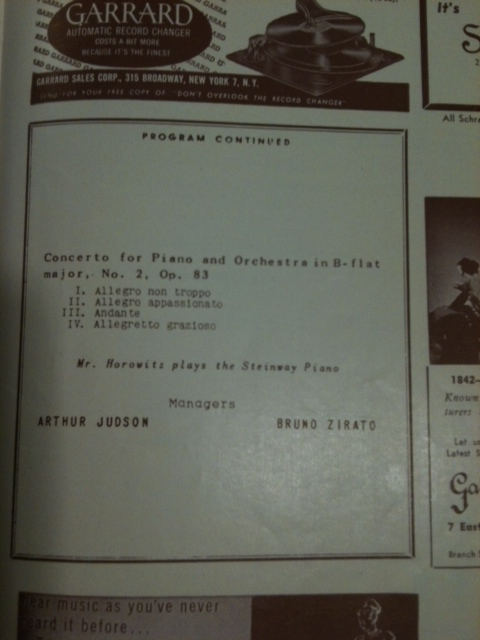 GARRARD
AUTOMATIC RECORD CHANGER
COSTS A BIT MORE
BECAUSE IT'S THE FINEST
GARRARD SALES CORP., 315 BROADWAY, NEW YORK 7, N.Y.
SEND FOR YOUR FREE COPY OF "DON'T OVERLOOK THE RECORD CHANGER"
It's
S
2
All Schr
PROGRAM CONTINUED
Concerto for Piano and Orchestra in B-flat
major, No. 2, Op. 83
I. Allegro non troppo
II. Allegro appassionato
III. Andante
IV. Allegretto grazioso
Mr. Horowitz plays the Steinway Piano
Managers
ARTHUR JUDSON BRUNO ZIRATO
1842–
Known
turers
Let us
Latest S
Ga
7 East
Branch S
ear music as you've never
eard it before...